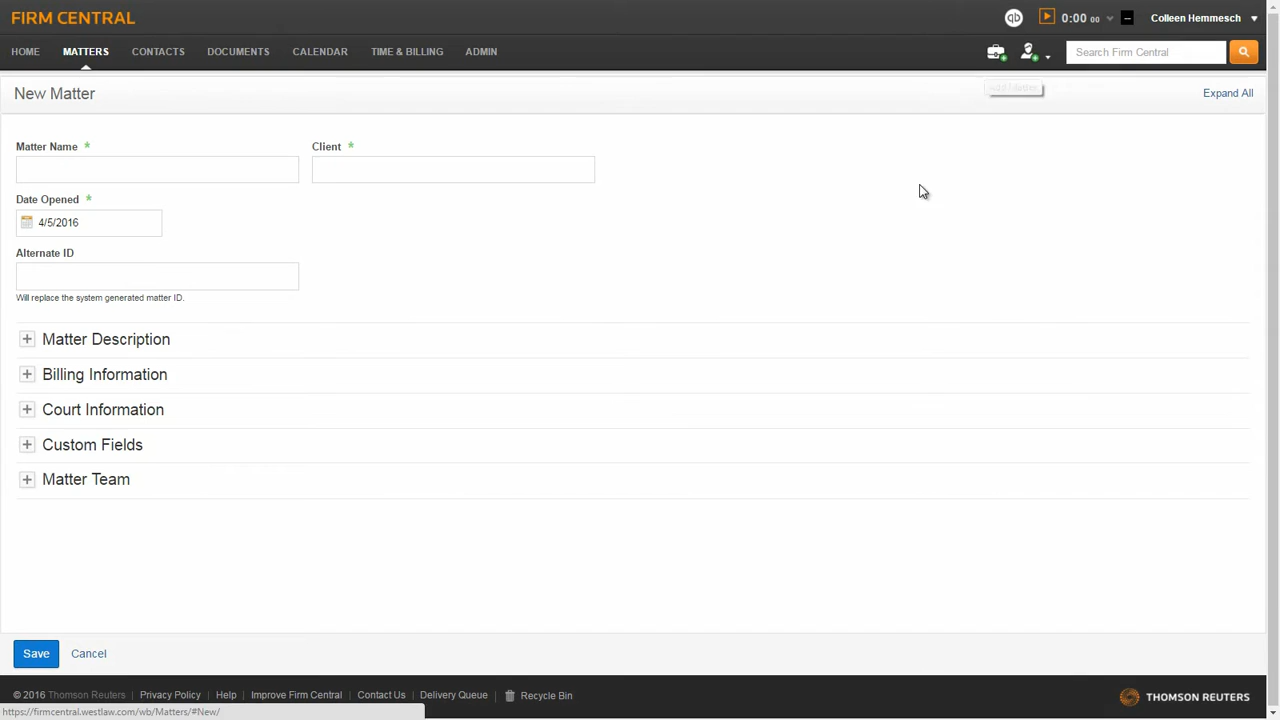 FIRM CENTRAL
qb
0:00 00
Colleen Hemmesch
HOME MATTERS CONTACTS DOCUMENTS CALENDAR TIME & BILLING ADMIN
Search Firm Central
New Matter
Expand All
Matter Name *
Client *
Date Opened *
4/5/2016
Alternate ID
Will replace the system generated matter ID.
Matter Description
Billing Information
Court Information
Custom Fields
Matter Team
Save Cancel
© 2016 Thomson Reuters Privacy Policy Help Improve Firm Central Contact Us Delivery Queue Recycle Bin
THOMSON REUTERS
https://firmcentral.westlaw.com/wb/Matters/#New/